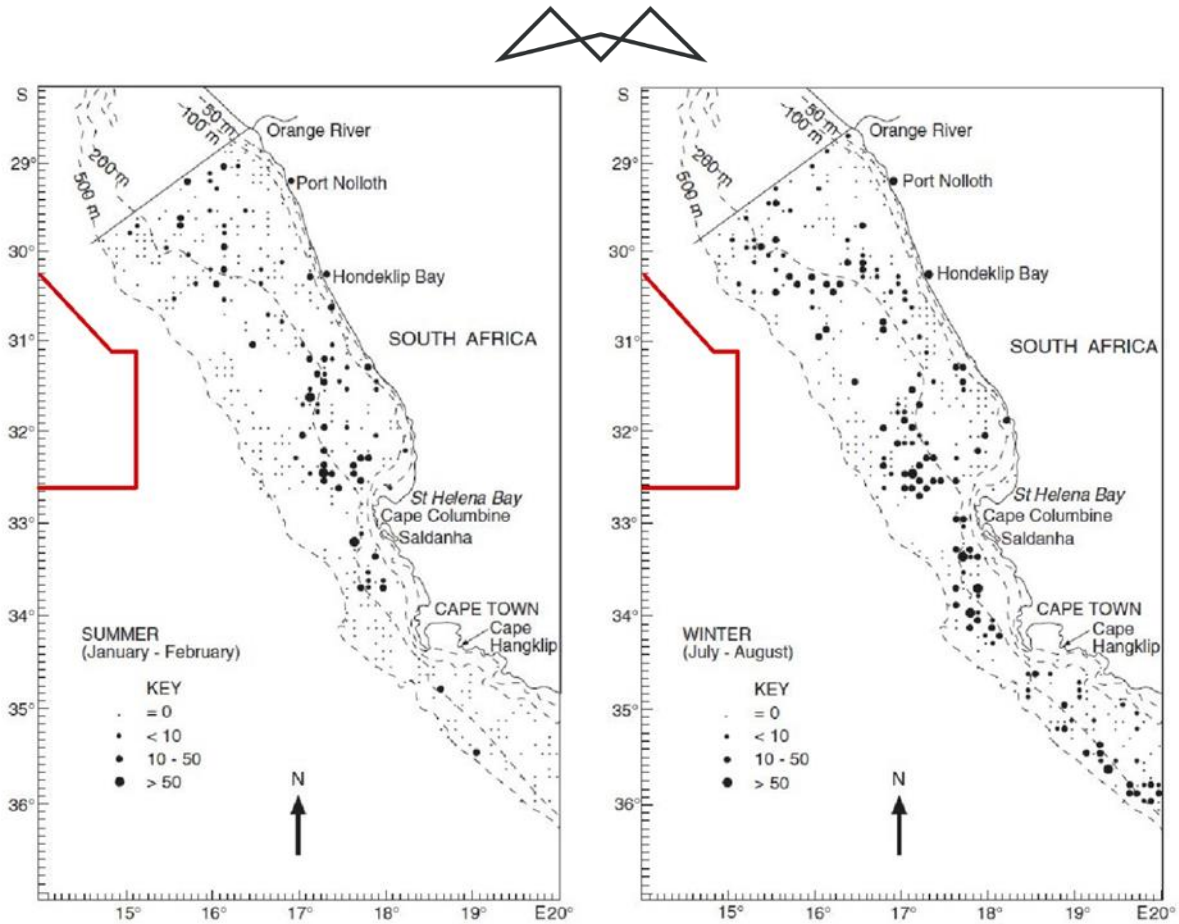 S
50 m
100 m
200 m
500 m
Orange River
Port Nolloth
Hondeklip Bay
SOUTH AFRICA
St Helena Bay
Cape Columbine
Saldanha
CAPE TOWN
Cape
Hangklip
29°
30°
31°
32°
33°
34°
35°
36°
SUMMER
(January - February)
KEY
= 0
< 10
10 - 50
> 50
N
15° 16° 17° 18° 19° E20°
S
50 m
100 m
200 m
500 m
Orange River
Port Nolloth
Hondeklip Bay
SOUTH AFRICA
St Helena Bay
Cape Columbine
Saldanha
CAPE TOWN
Cape
Hangklip
29°
30°
31°
32°
33°
34°
35°
36°
WINTER
(July - August)
KEY
= 0
< 10
10 - 50
> 50
N
15° 16° 17° 18° 19° E20°